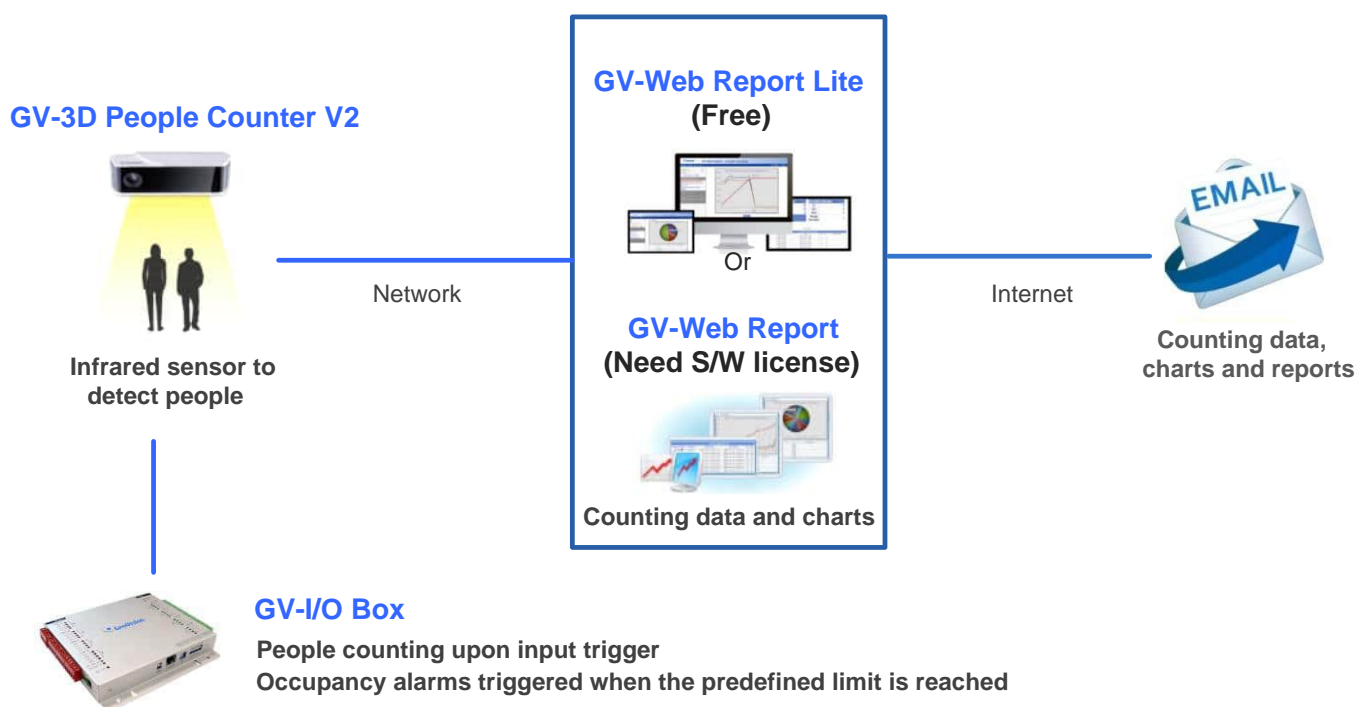 GV-3D People Counter V2
Infrared sensor to
detect people
Network
GV-Web Report Lite
(Free)
Or
GV-Web Report
(Need S/W license)
Counting data and charts
Internet
EMAIL
Counting data,
charts and reports
GeoVision
GV-I/O Box
People counting upon input trigger
Occupancy alarms triggered when the predefined limit is reached